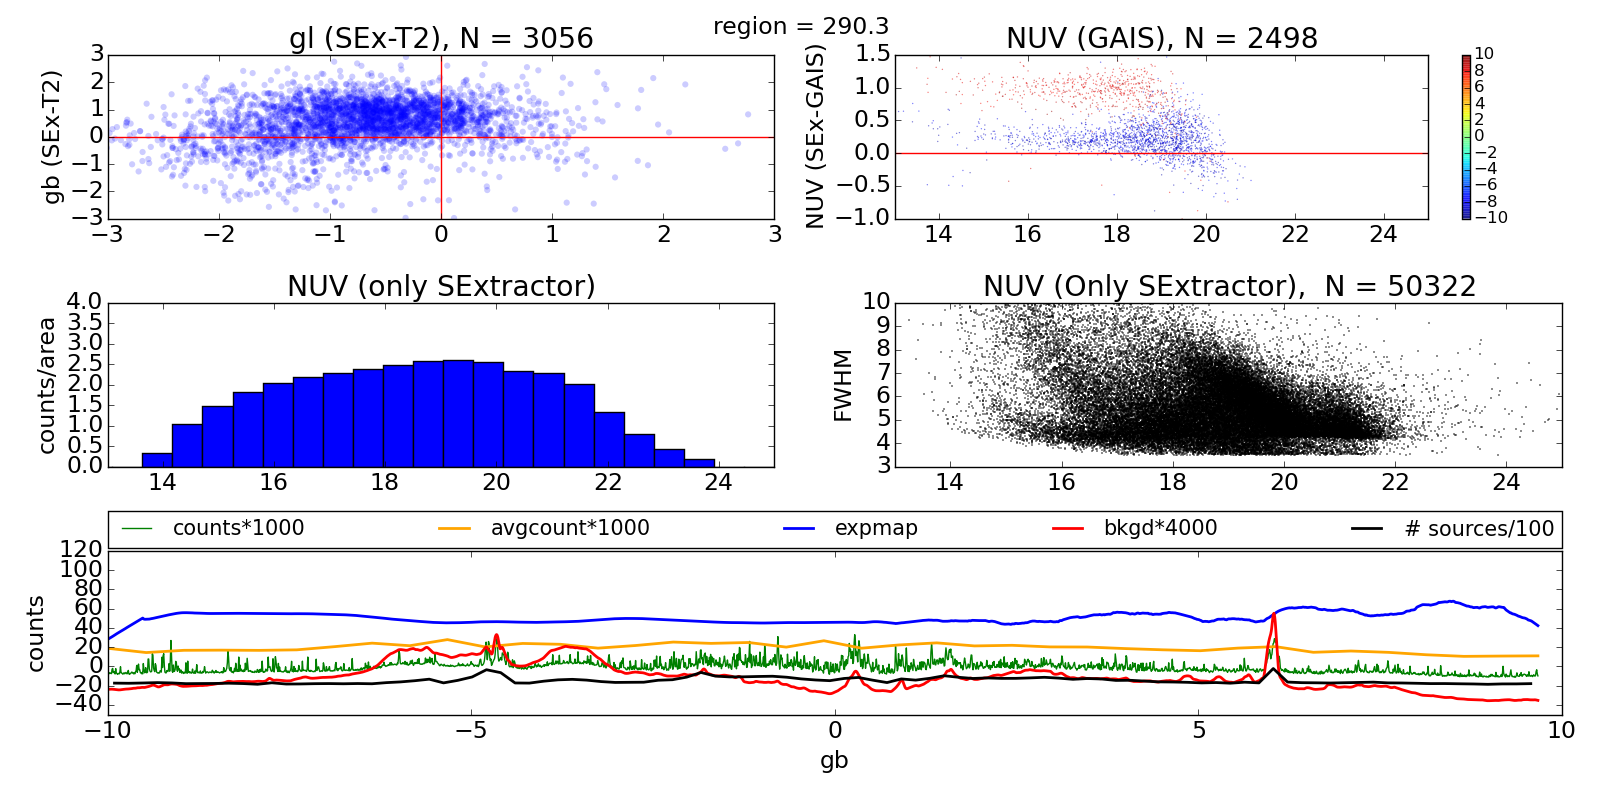 region = 290.3
gl (SEx-T2), N = 3056
NUV (GAIS), N = 2498
gb (SEx-T2)
3
2
1
0
−1
−2
−3
−3 −2 −1 0 1 2 3
NUV (SEx-GAIS)
1.5
1.0
0.5
0.0
−0.5
−1.0
14 16 18 20 22 24
10
8
6
4
2
0
−2
−4
−6
−8
−10
NUV (only SExtractor)
counts/area
4.0
3.5
3.0
2.5
2.0
1.5
1.0
0.5
0.0
14 16 18 20 22 24
NUV (Only SExtractor), N = 50322
FWHM
10
9
8
7
6
5
4
3
14 16 18 20 22 24
counts*1000 avgcount*1000 expmap bkgd*4000 # sources/100
counts
120
100
80
60
40
20
0
−20
−40
−10 −5 0 5 10
gb